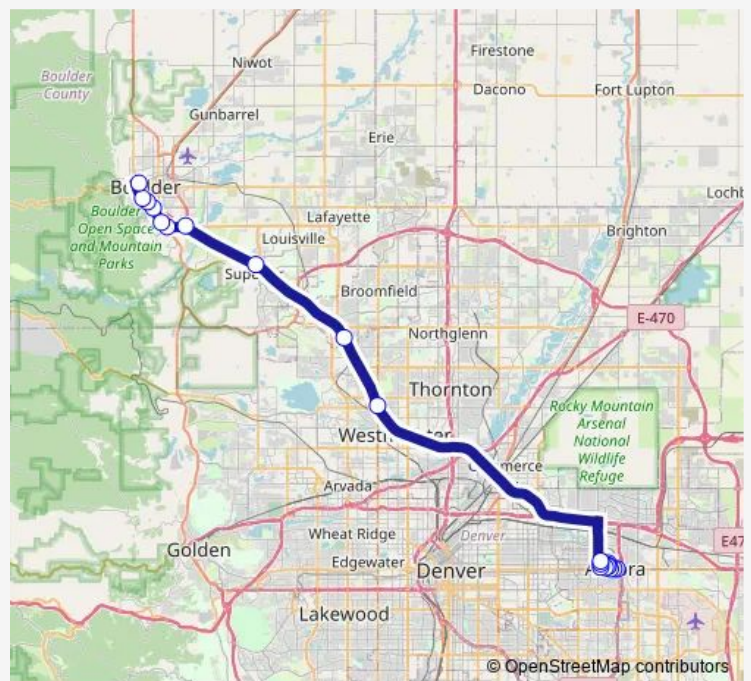 Firestone
Niwot
Boulder
County
Dacono
Fort Lupton
Gunbarrel
Erie
Boulder
Open Space
and Mountain
Parks
Lafayette
Louisville
Brighton
Broomfield
E-470
Northglenn
Thornton
Rocky Mountain
Arsenal
National
Wildlife
Refuge
Arvada
Wheat Ridge
Denver
Golden
Edgewater
Denver
Lakewood
© OpenStreetMap contributors